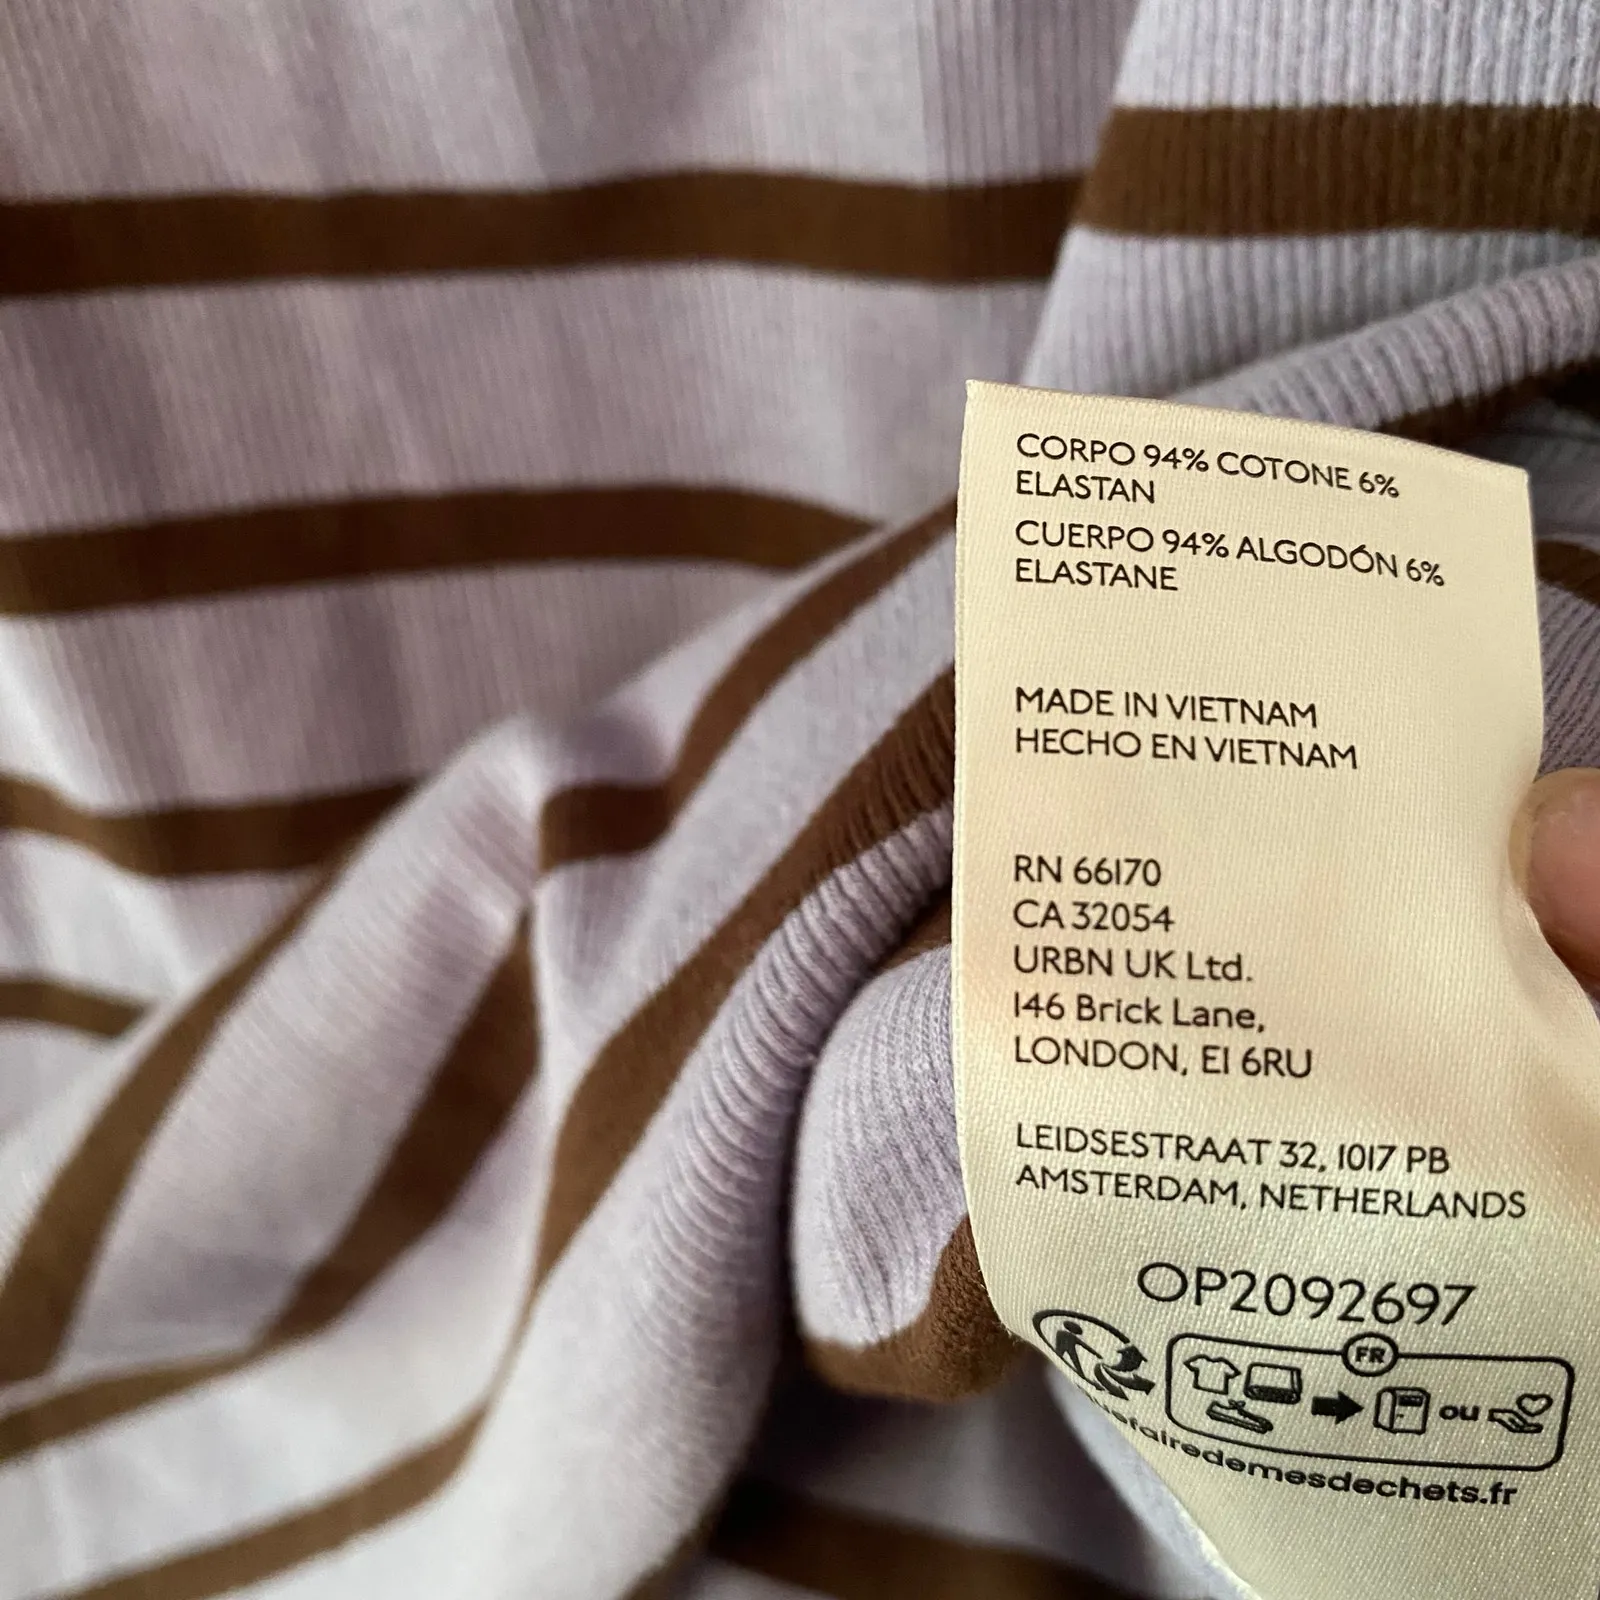 CORPO 94% COTONE 6%
ELASTAN
CUERPO 94% ALGODÓN 6%
ELASTANE
MADE IN VIETNAM
HECHO EN VIETNAM
RN 66170
CA 32054
URBN UK Ltd.
146 Brick Lane,
LONDON, E1 6RU
LEIDSESTRAAT 32, 1017 PB
AMSTERDAM, NETHERLANDS
OP2092697
FR
ou
quefairedemesdechets.fr